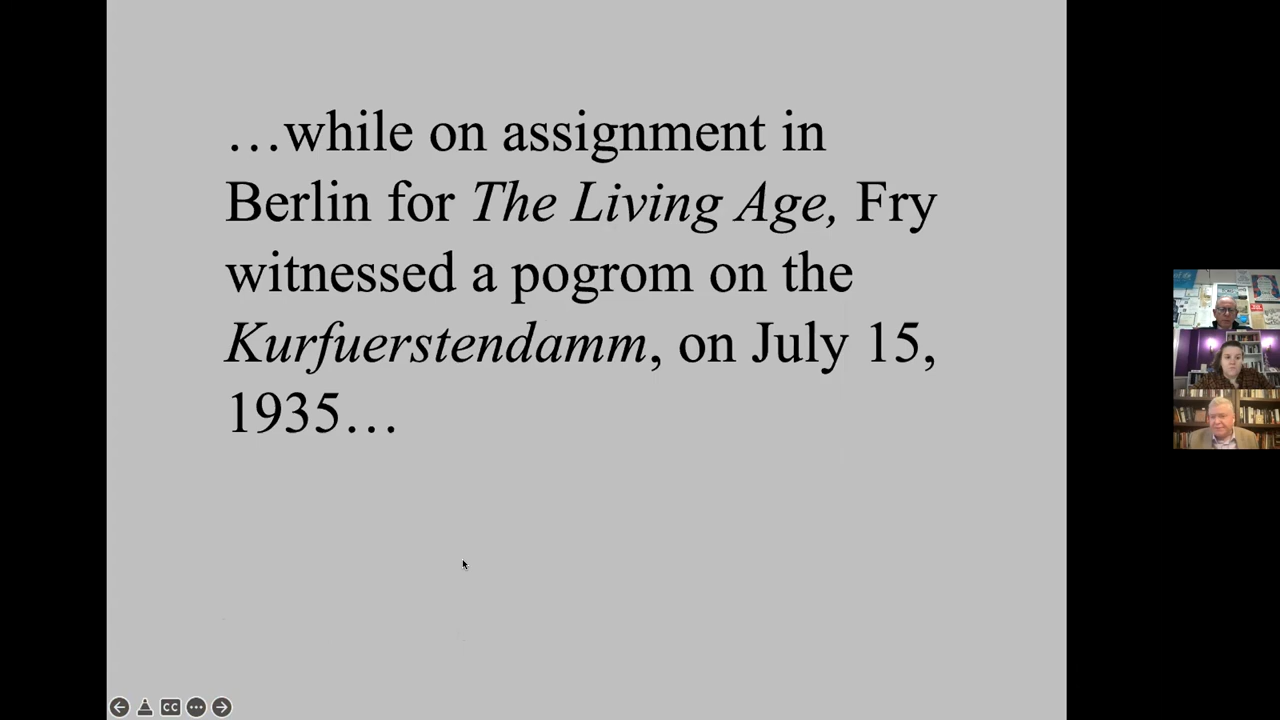 …while on assignment in
Berlin for The Living Age, Fry
witnessed a pogrom on the
Kurfuerstendamm, on July 15,
1935…
CC